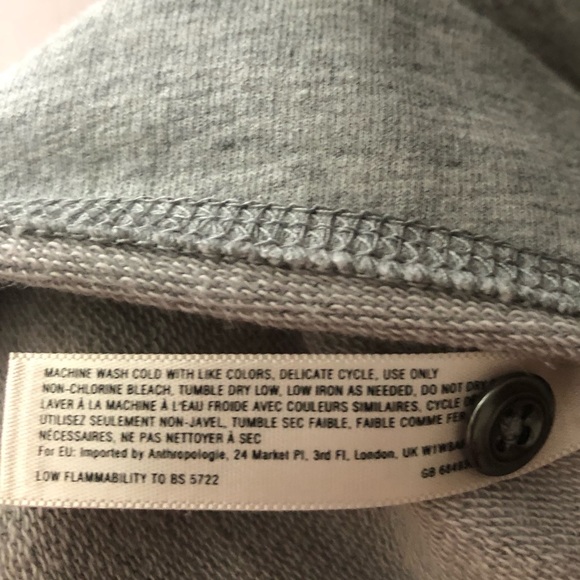 MACHINE WASH COLD WITH LIKE COLORS, DELICATE CYCLE, USE ONLY
NON-CHLORINE BLEACH, TUMBLE DRY LOW, LOW IRON AS NEEDED, DO NOT DRY
LAVER À LA MACHINE À L'EAU FROIDE AVEC COULEURS SIMILAIRES, CYCLE
UTILISEZ SEULEMENT NON-JAVEL, TUMBLE SEC FAIBLE, FAIBLE COMME FER
NÉCESSAIRES, NE PAS NETTOYER À SEC
For EU: Imported by Anthropologie, 24 Market Pl, 3rd Fl, London, UK
LOW FLAMMABILITY TO BS 5722
GB